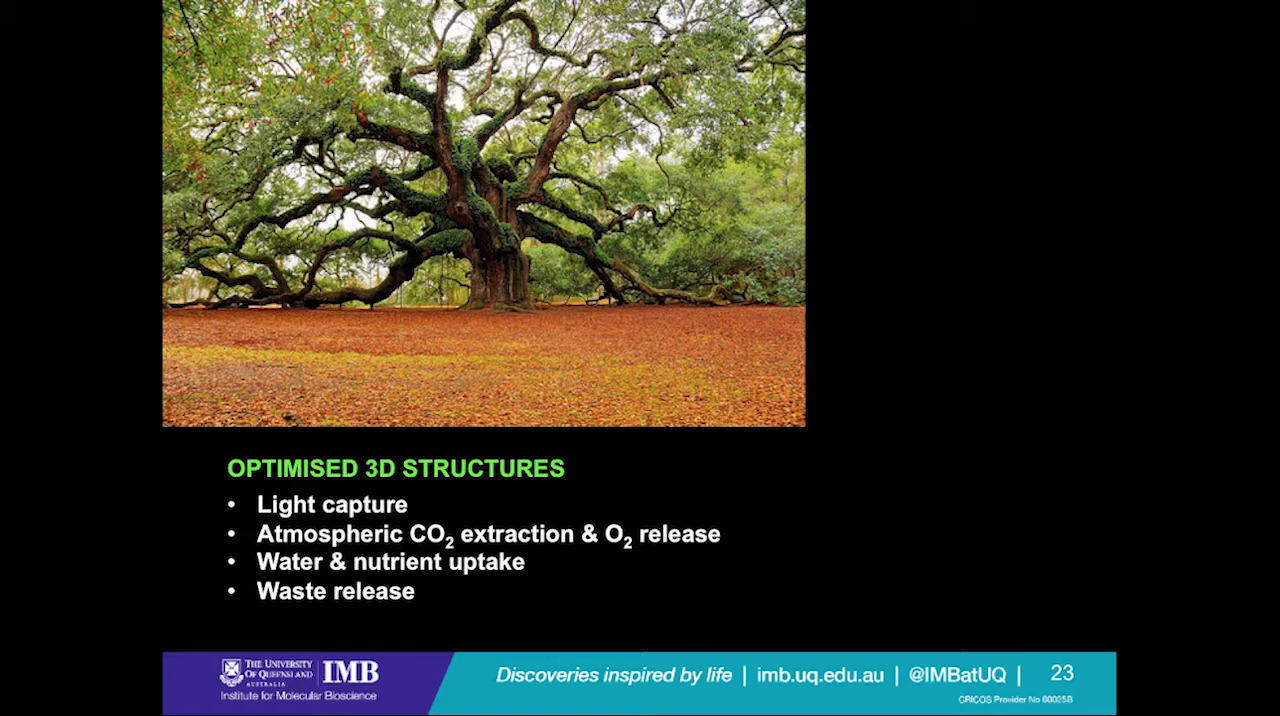 OPTIMISED 3D STRUCTURES
• Light capture
• Atmospheric CO₂ extraction & O₂ release
• Water & nutrient uptake
• Waste release
THE UNIVERSITY
OF QUEENSLAND
AUSTRALIA
IMB
Institute for Molecular Bioscience
Discoveries inspired by life | imb.uq.edu.au | @IMBatUQ | 23
CRICOS Provider No 00025B